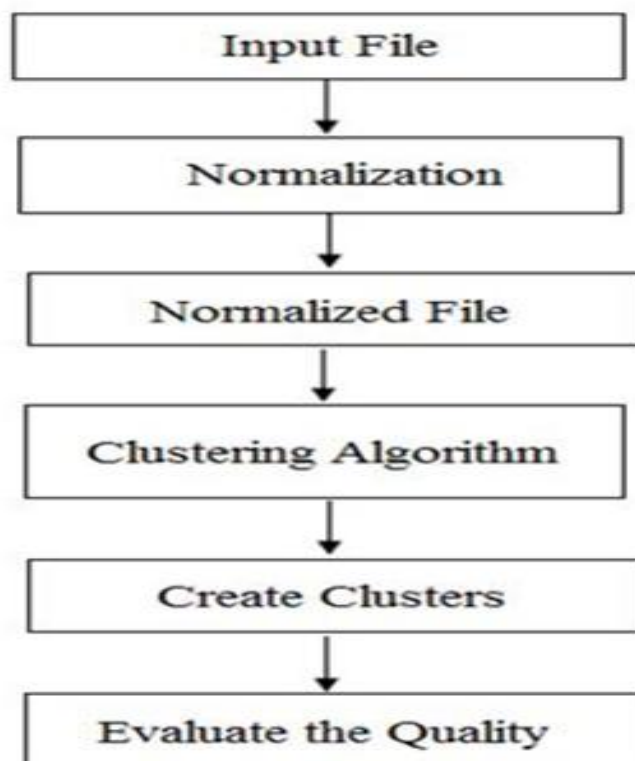 Input File
Normalization
Normalized File
Clustering Algorithm
Create Clusters
Evaluate the Quality